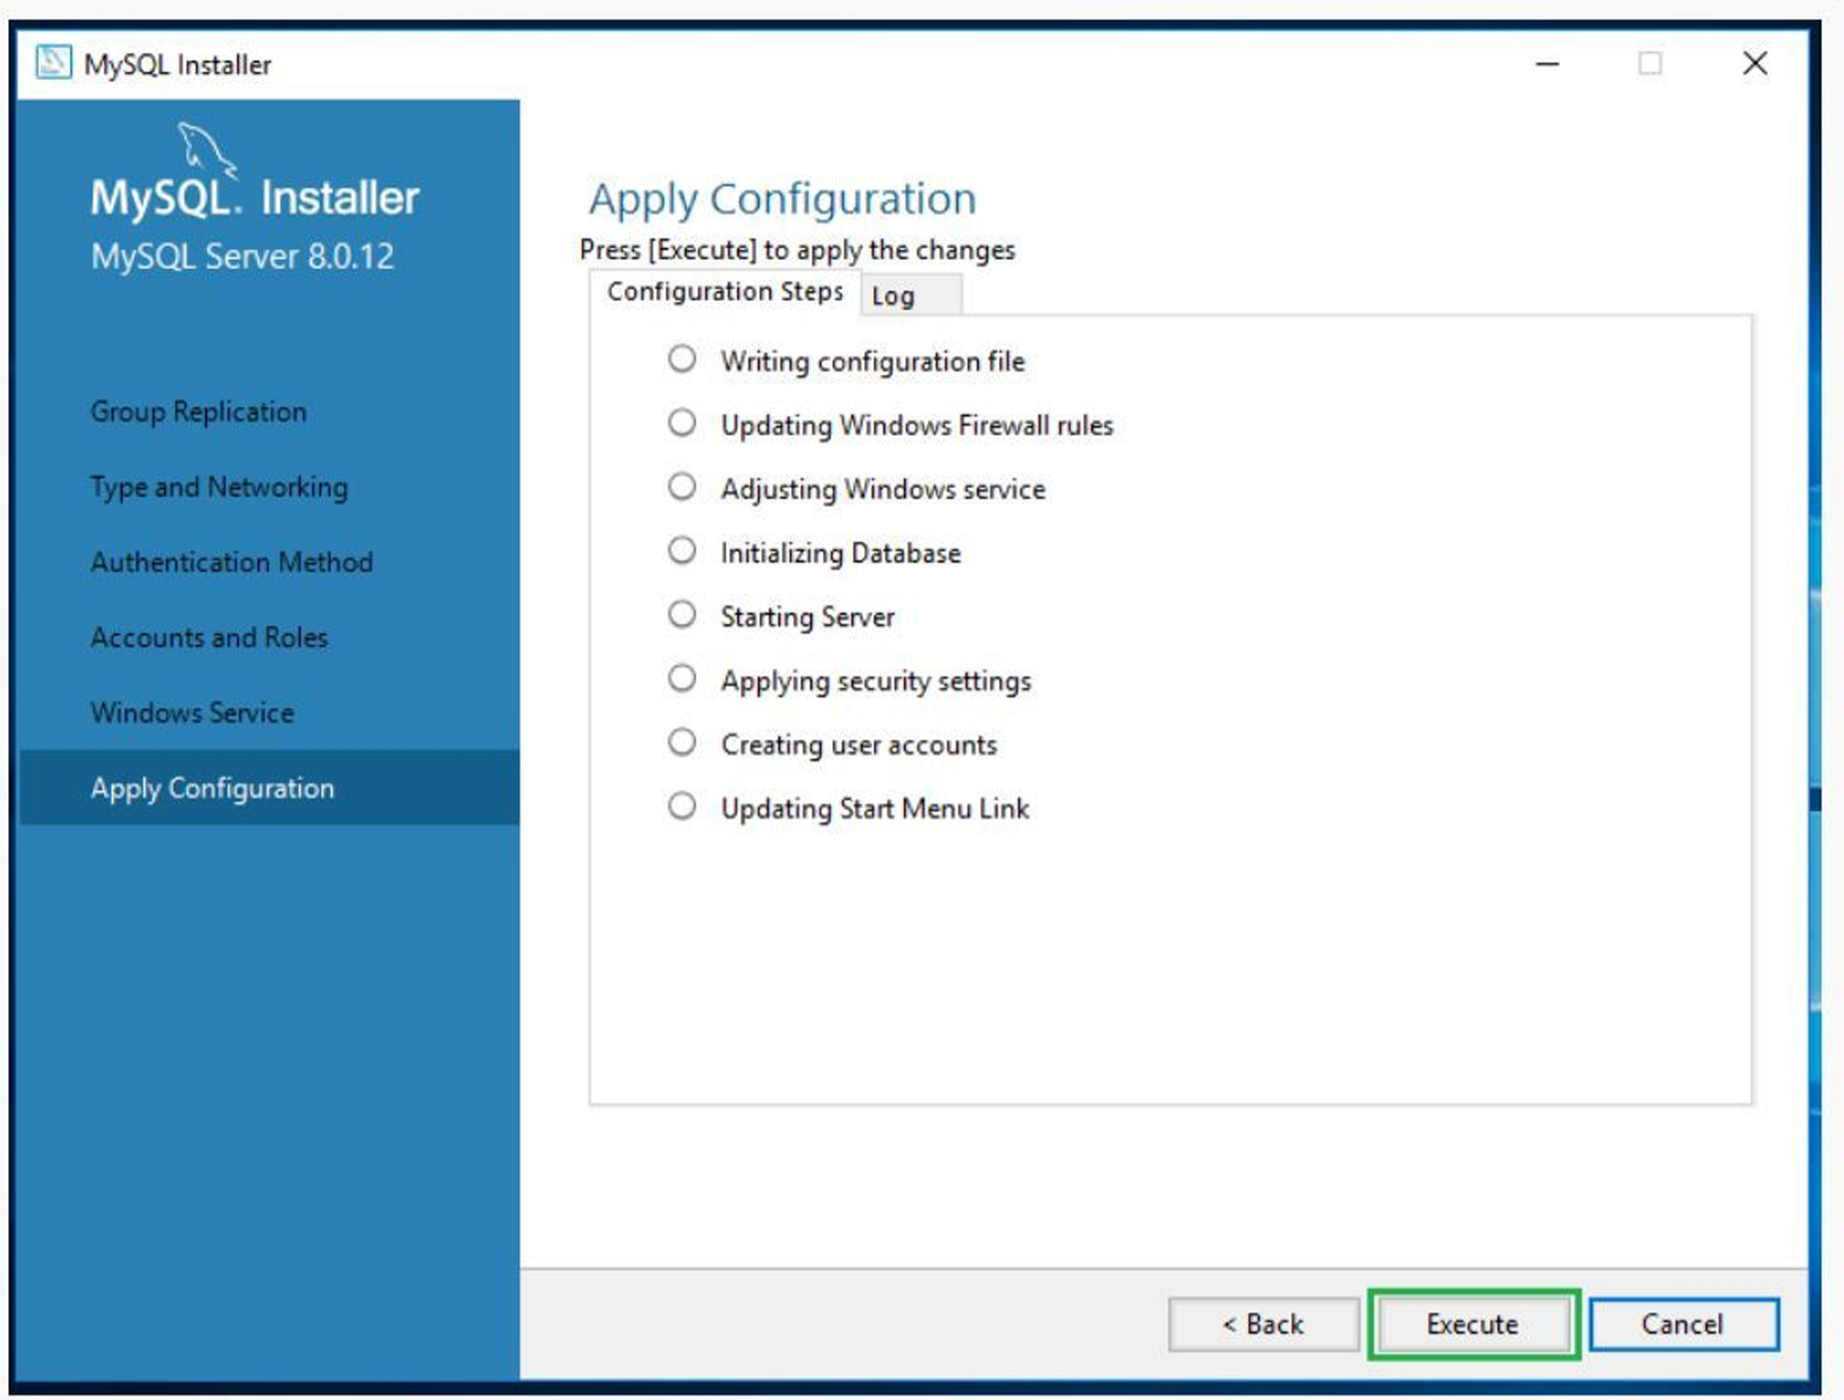 MySQL Installer
MySQL. Installer
MySQL Server 8.0.12
Group Replication
Type and Networking
Authentication Method
Accounts and Roles
Windows Service
Apply Configuration
Apply Configuration
Press [Execute] to apply the changes
Configuration Steps Log
Writing configuration file
Updating Windows Firewall rules
Adjusting Windows service
Initializing Database
Starting Server
Applying security settings
Creating user accounts
Updating Start Menu Link
< Back Execute Cancel